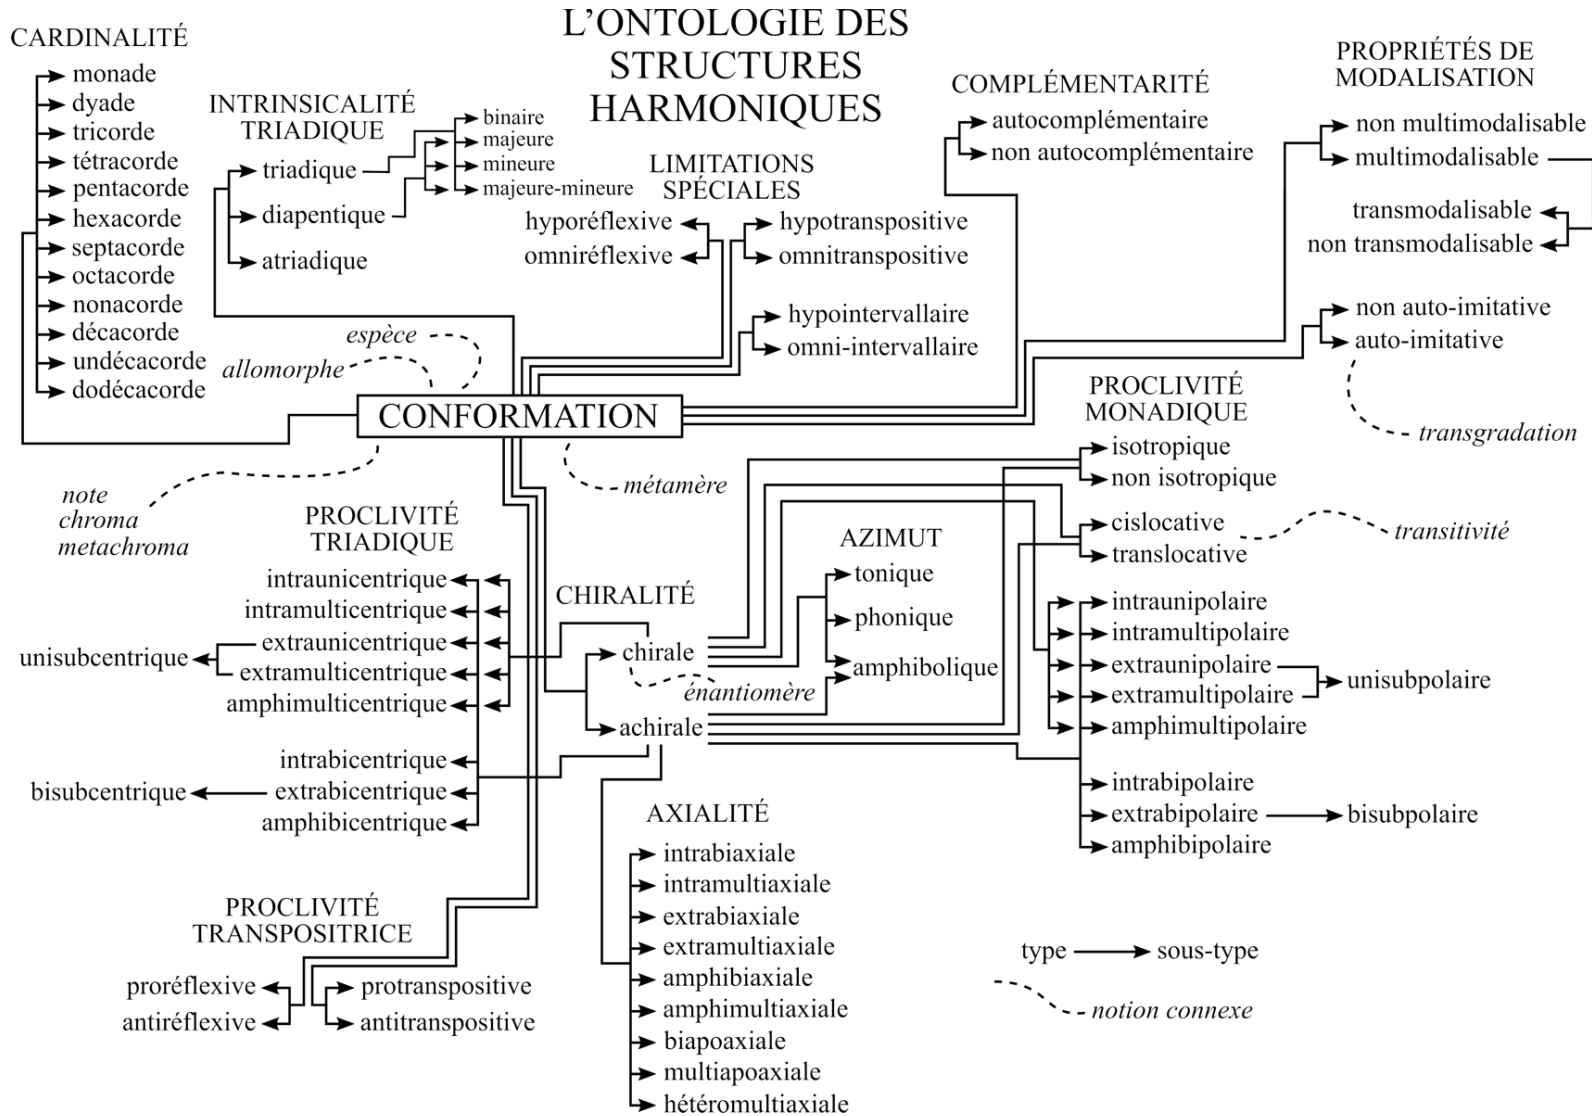 L'ONTOLOGIE DES
STRUCTURES
HARMONIQUES
CARDINALITÉ
monade
dyade
tricorde
tétracorde
pentacorde
hexacorde
septacorde
octacorde
nonacorde
décacorde
undécacorde
dodécacorde
INTRINSICALITÉ
TRIADIQUE
triadique
diapentique
atriadique
binaire
majeure
mineure
majeure-mineure
LIMITATIONS
SPÉCIALES
hyporéflexive
omniréflexive
hypotranspositive
omnitranspositive
hypointervallaire
omni-intervallaire
COMPLÉMENTARITÉ
autocomplémentaire
non autocomplémentaire
PROPRIÉTÉS DE
MODALISATION
non multimodalisable
multimodalisable
transmodalisable
non transmodalisable
non auto-imitative
auto-imitative
transgradation
espèce
allomorphe
CONFORMATION
note
chroma
metachroma
métamère
PROCLIVITÉ
MONADIQUE
isotropique
non isotropique
cislocative
translocative
transitivité
intraunipolaire
intramultipolaire
extraunipolaire
extramultipolaire
amphimultipolaire
unisubpolaire
intrabipolaire
extrabipolaire
amphibipolaire
bisubpolaire
PROCLIVITÉ
TRIADIQUE
intraunicentrique
intramulticentrique
extraunicentrique
extramulticentrique
amphimulticentrique
unisubcentrique
intrabicentrique
extrabicentrique
amphibicentrique
bisubcentrique
CHIRALITÉ
chirale
énantiomère
achirale
AZIMUT
tonique
phonique
amphibolique
AXIALITÉ
intrabiaxiale
intramultiaxiale
extrabiaxiale
extramultiaxiale
amphibiaxiale
amphimultiaxiale
biapoaxiale
multiapoaxiale
hétéromultiaxiale
PROCLIVITÉ
TRANSPOSITRICE
proréflexive
antiréflexive
protranspositive
antitranspositive
type
sous-type
notion connexe